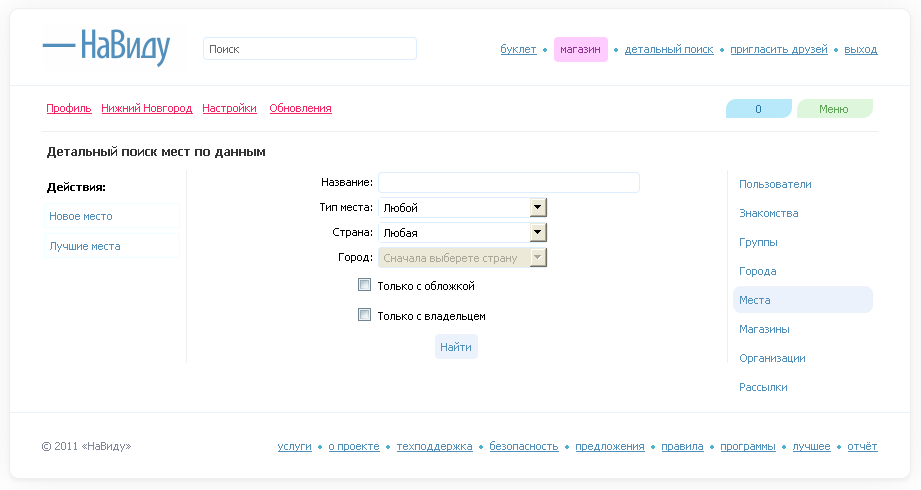 НаВиду
Поиск
буклет • магазин • детальный поиск • пригласить друзей • выход
Профиль Нижний Новгород Настройки Обновления
0 Меню
Детальный поиск мест по данным
Действия:
Новое место
Лучшие места
Название:
Тип места: Любой
Страна: Любая
Город: Сначала выберете страну
Только с обложкой
Только с владельцем
Найти
Пользователи
Знакомства
Группы
Города
Места
Магазины
Организации
Рассылки
© 2011 «НаВиду»
услуги • о проекте • техподдержка • безопасность • предложения • правила • программы • лучшее • отчёт